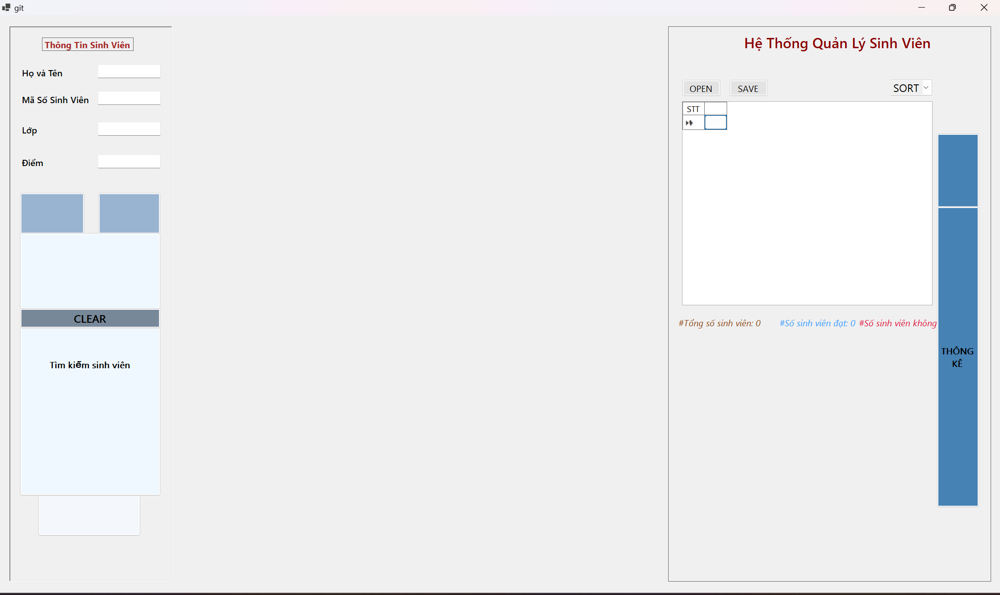 git
Thông Tin Sinh Viên
Họ và Tên
Mã Số Sinh Viên
Lớp
Điểm
CLEAR
Tìm kiếm sinh viên
Hệ Thống Quản Lý Sinh Viên
OPEN SAVE SORT
STT
1
#Tổng số sinh viên: 0 #Số sinh viên đạt: 0 #Số sinh viên không
THÔNG
KÊ